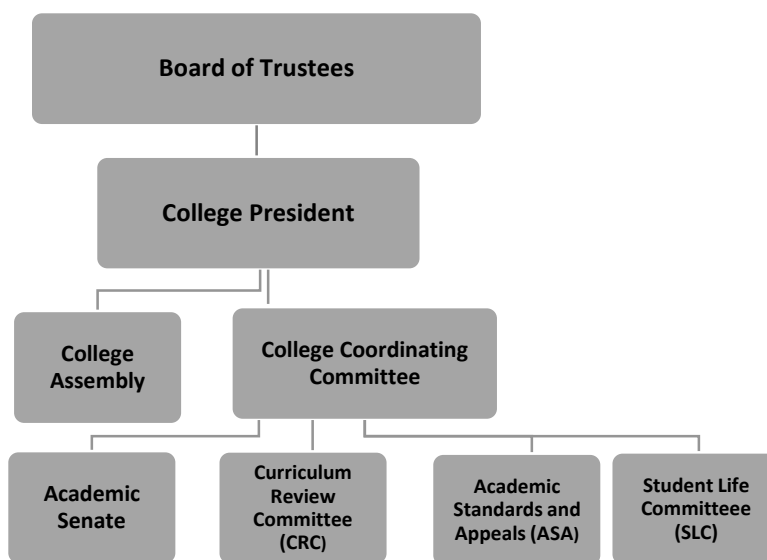 Board of Trustees
College President
College
Assembly
College Coordinating
Committee
Academic
Senate
Curriculum
Review
Committee
(CRC)
Academic
Standards and
Appeals (ASA)
Student Life
Committeee
(SLC)